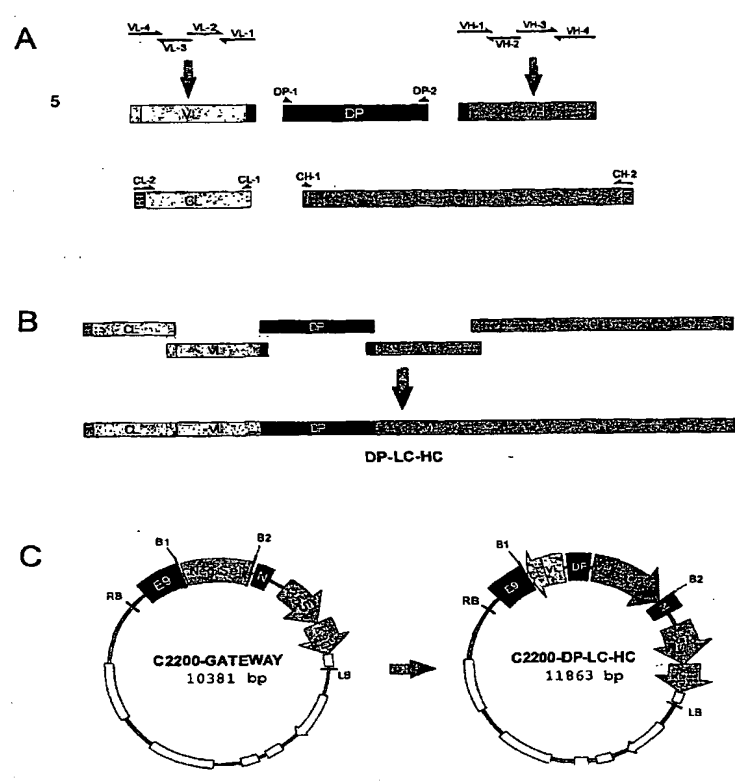 A
VL-4
VL-3
VL-2
VL-1
VH-1
VH-2
VH-3
VH-4
5
VL
DP-1
DP
DP-2
CL-2
CL
CL-1
CH-1
CH-2
B
CL
VL
DP
CL
VL
DP
DP-LC-HC
C
B1
B2
E9
RB
C2200-GATEWAY
10381 bp
LB
B1
B2
E9
RB
C2200-DP-LC-HC
11863 bp
LB